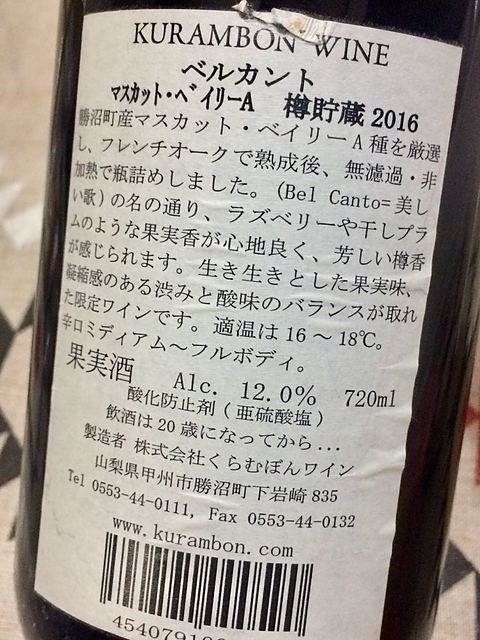 KURAMBON WINE
ベルカント
マスカット・ベイリーA 樽貯蔵 2016
勝沼町産マスカット・ベイリーA種を厳選
し、フレンチオークで熟成後、無濾過・非
加熱で瓶詰めしました。(Bel Canto=美し
い歌)の名の通り、ラズベリーや干しプラ
ムのような果実香が心地良く、芳しい樽香
が感じられます。生き生きとした果実味、
凝縮感のある渋みと酸味のバランスが取れ
た限定ワインです。適温は16～18℃。
辛口ミディアム～フルボディ。
果実酒 Alc. 12.0% 720ml
酸化防止剤(亜硫酸塩)
飲酒は20歳になってから...
製造者 株式会社くらむぼんワイン
山梨県甲州市勝沼町下岩崎835
Tel 0553-44-0111, Fax 0553-44-0132
www.kurambon.com
4540791